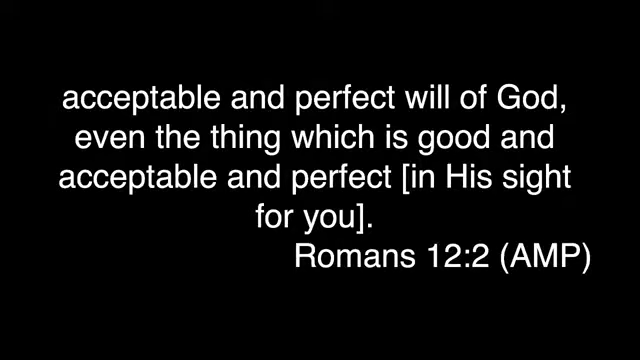 acceptable and perfect will of God,
even the thing which is good and
acceptable and perfect [in His sight
for you].
Romans 12:2 (AMP)